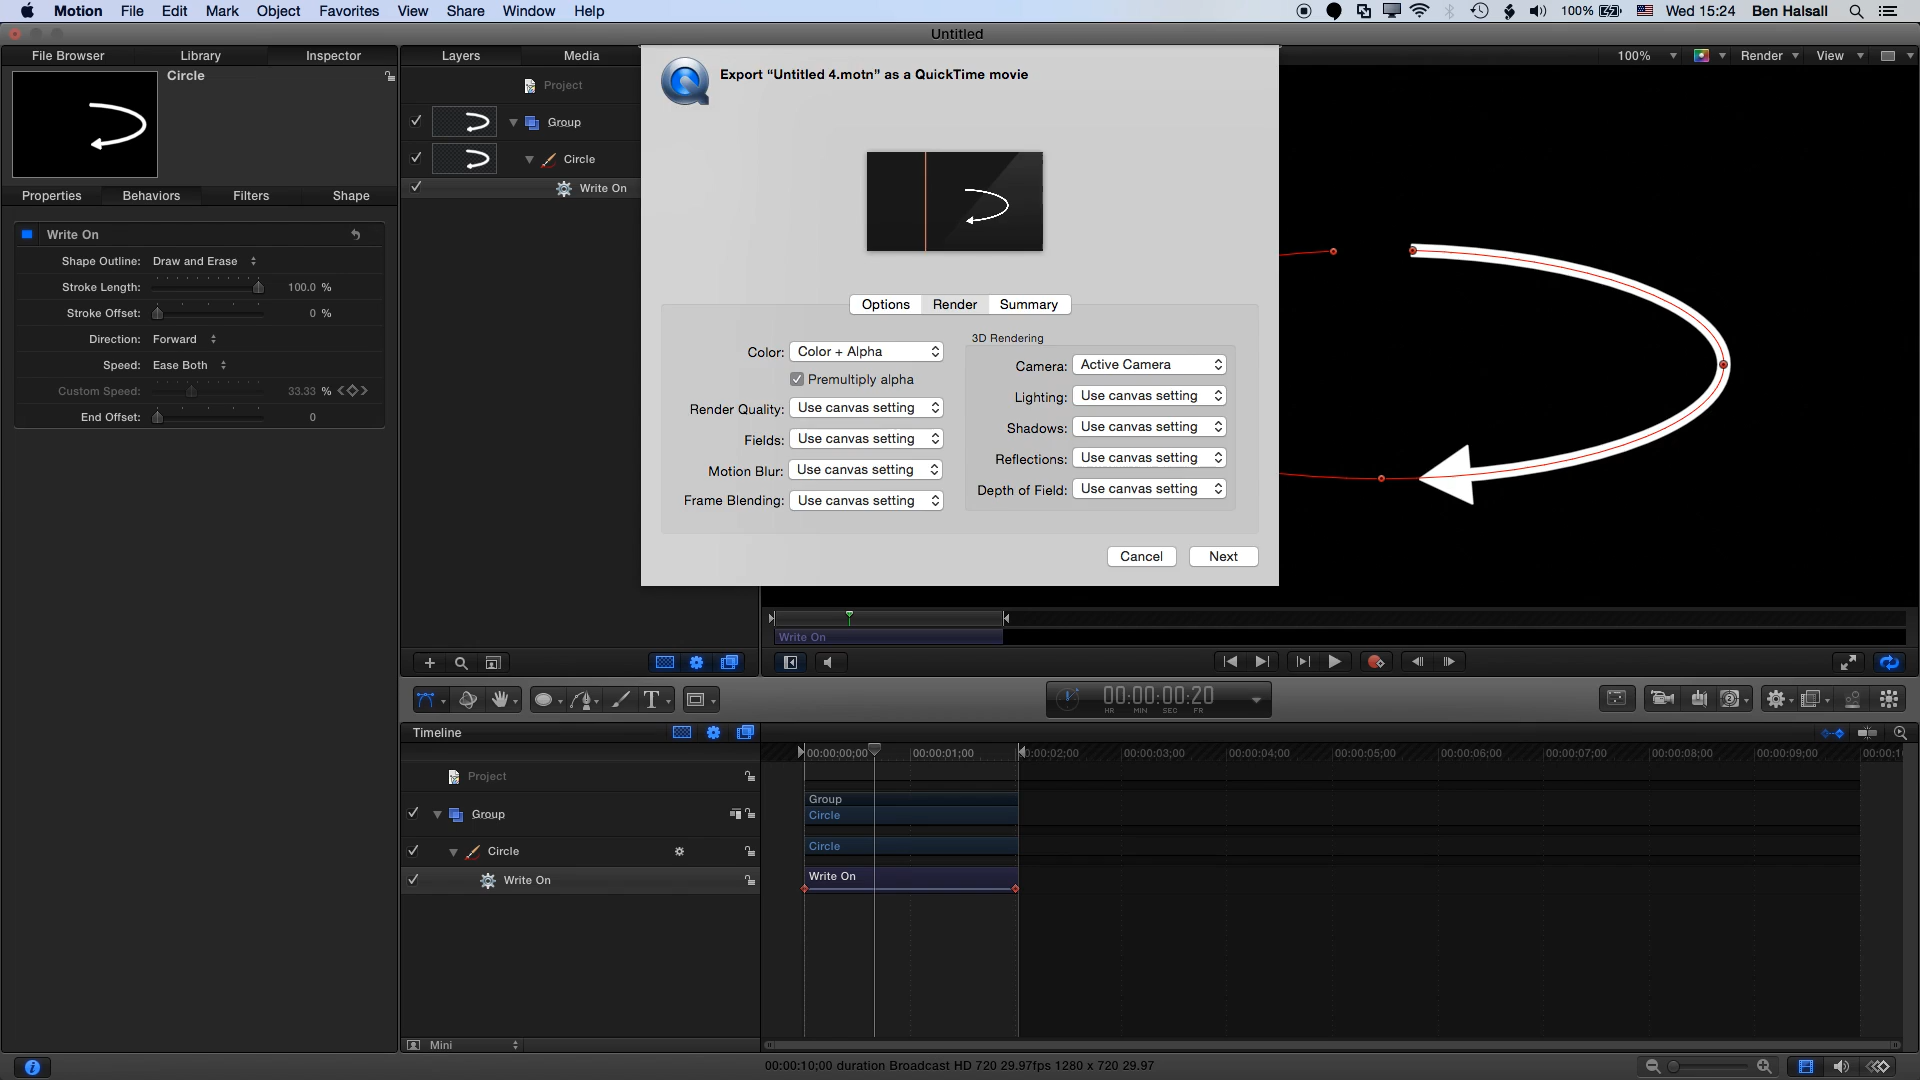 Motion File Edit Mark Object Favorites View Share Window Help
100% Wed 15:24 Ben Halsall
Untitled
File Browser Library Inspector
Layers Media
100% Render View
Circle
Project
Group
Circle
Write On
Properties Behaviors Filters Shape
Write On
Shape Outline: Draw and Erase
Stroke Length: 100.0 %
Stroke Offset: 0 %
Direction: Forward
Speed: Ease Both
Custom Speed: 33.33 %
End Offset: 0
Export “Untitled 4.motn” as a QuickTime movie
Options Render Summary
Color: Color + Alpha
Premultiply alpha
Render Quality: Use canvas setting
Fields: Use canvas setting
Motion Blur: Use canvas setting
Frame Blending: Use canvas setting
3D Rendering
Camera: Active Camera
Lighting: Use canvas setting
Shadows: Use canvas setting
Reflections: Use canvas setting
Depth of Field: Use canvas setting
Cancel Next
Write On
T
00:00:00:20
HR MIN SEC FR
Timeline
00:00:00;00 00:00:01;00 00:00:02;00 00:00:03;00 00:00:04;00 00:00:05;00 00:00:06;00 00:00:07;00 00:00:08;00 00:00:09;00
Project
Group
Circle
Write On
Group
Circle
Circle
Write On
Mini
00:00:10;00 duration Broadcast HD 720 29.97fps 1280 x 720 29.97